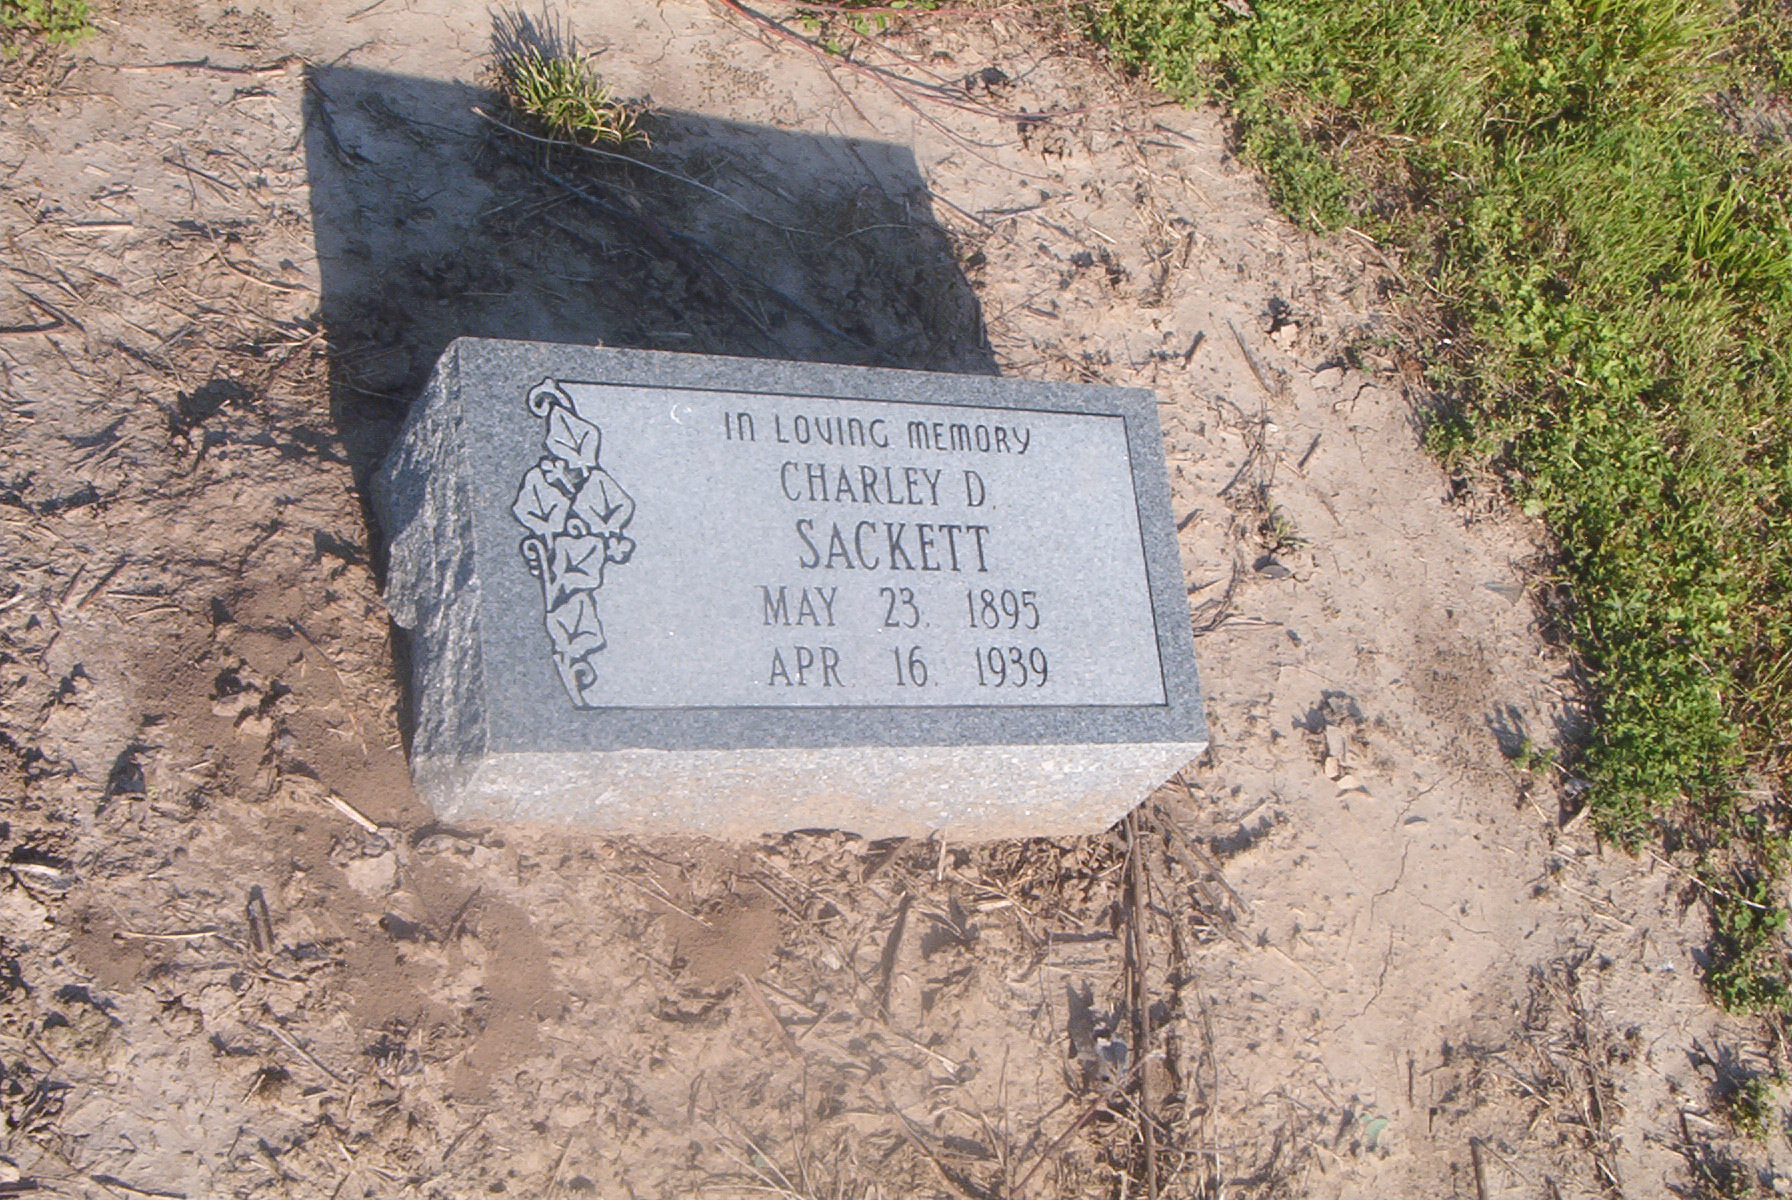 In Loving Memory
CHARLEY D.
SACKETT
MAY 23. 1895
APR 16. 1939